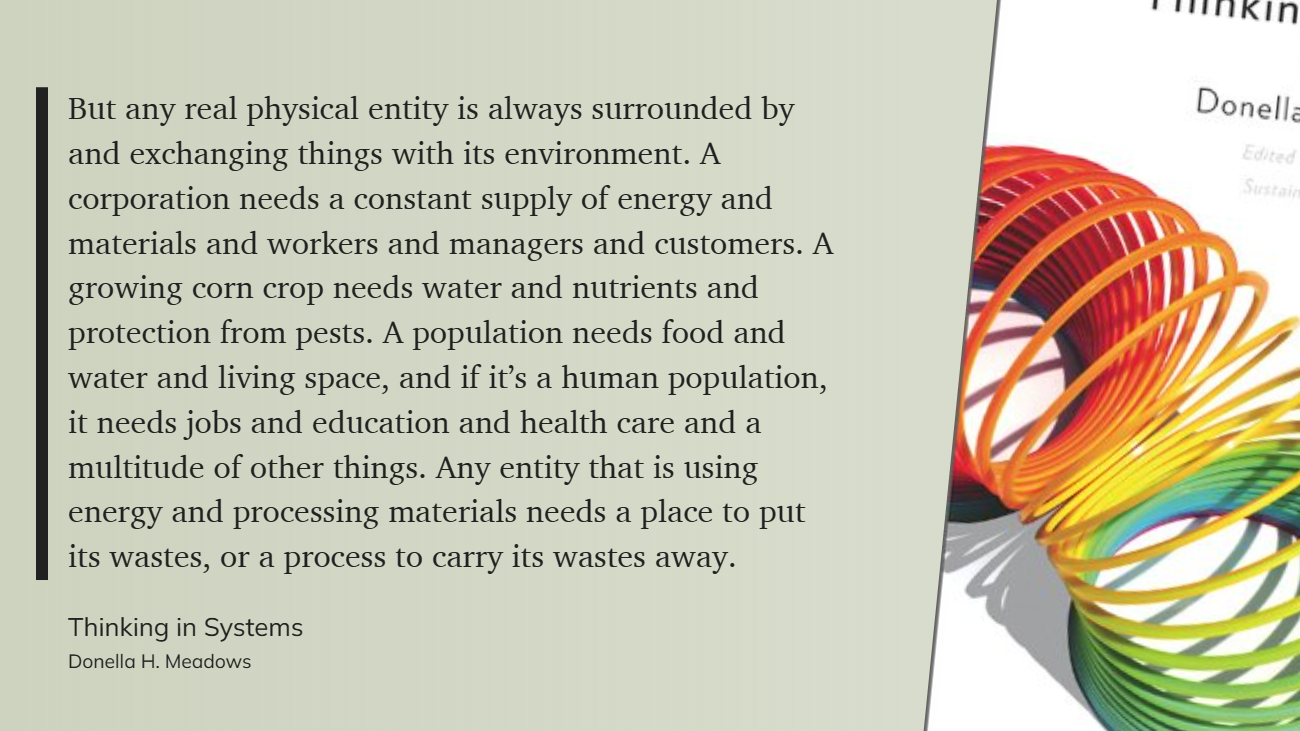 But any real physical entity is always surrounded by
and exchanging things with its environment. A
corporation needs a constant supply of energy and
materials and workers and managers and customers. A
growing corn crop needs water and nutrients and
protection from pests. A population needs food and
water and living space, and if it’s a human population,
it needs jobs and education and health care and a
multitude of other things. Any entity that is using
energy and processing materials needs a place to put
its wastes, or a process to carry its wastes away.
Thinking in Systems
Donella H. Meadows
Thinkin
Donella
Edited
Sustain